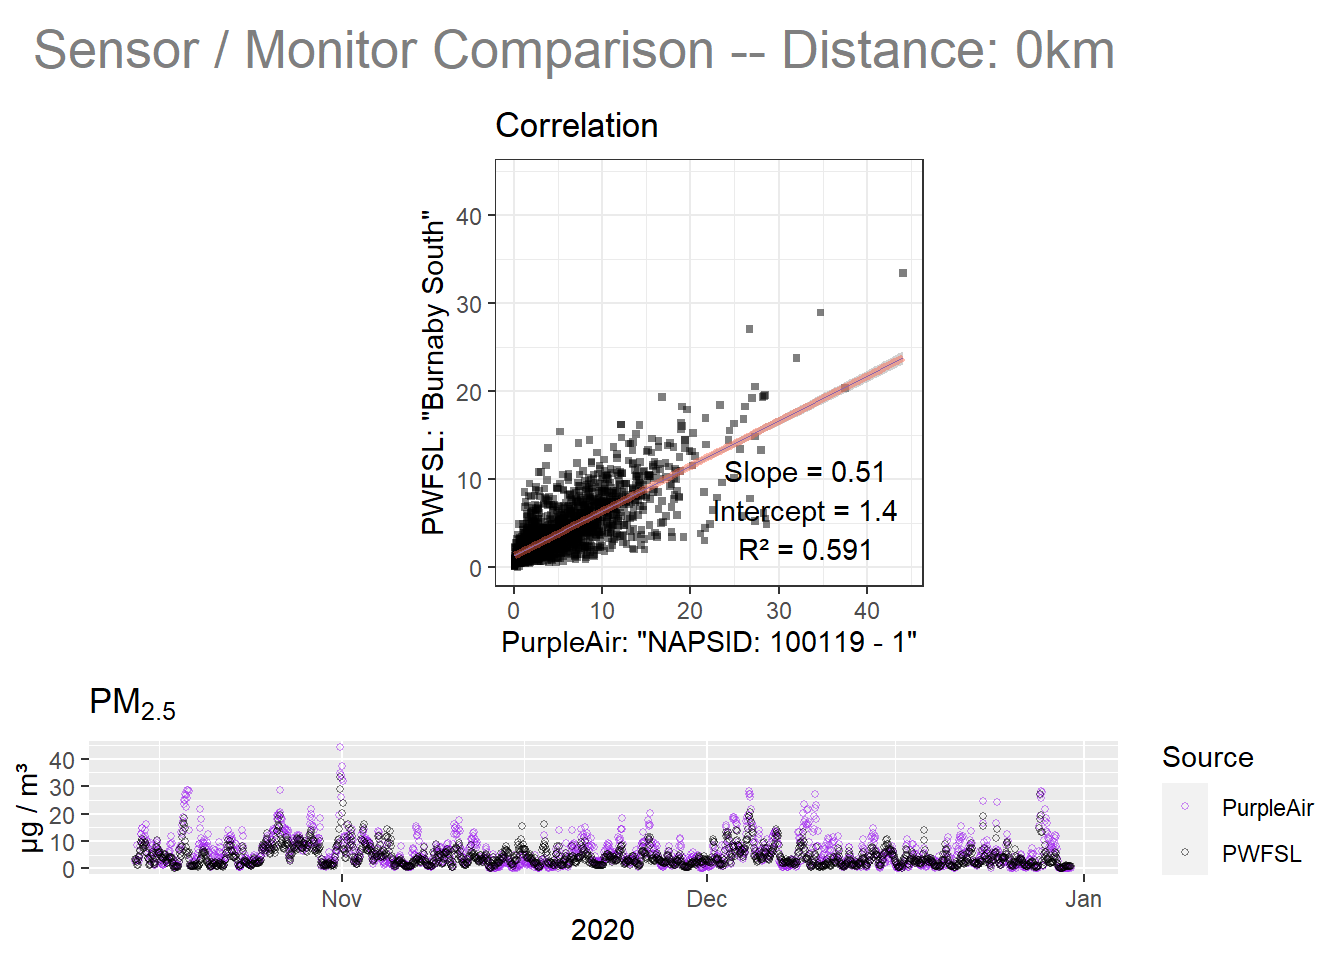 Sensor / Monitor Comparison -- Distance: 0km
Correlation
PWFSL: "Burnaby South"
40
30
20
10
0
Slope = 0.51
Intercept = 1.4
R² = 0.591
0 10 20 30 40
PurpleAir: "NAPSID: 100119 - 1"
PM2.5
µg / m³
40
30
20
10
0
Nov Dec Jan
2020
Source
PurpleAir
PWFSL